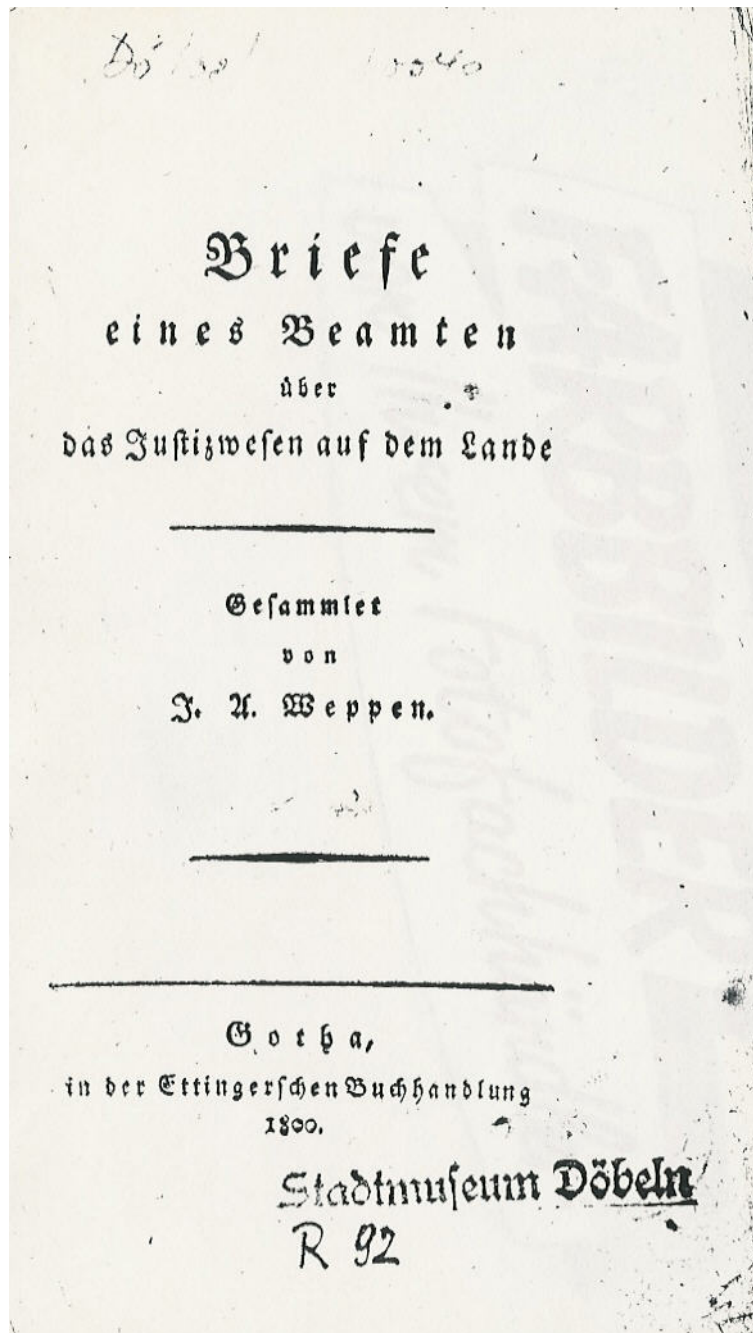 Briefe
eines Beamten
über
das Justizwesen auf dem Lande
Gesammlet
von
J. A. Weppen.
Gotha,
in der Ettingerschen Buchhandlung
1800.
Stadtmuseum Döbeln
R 92